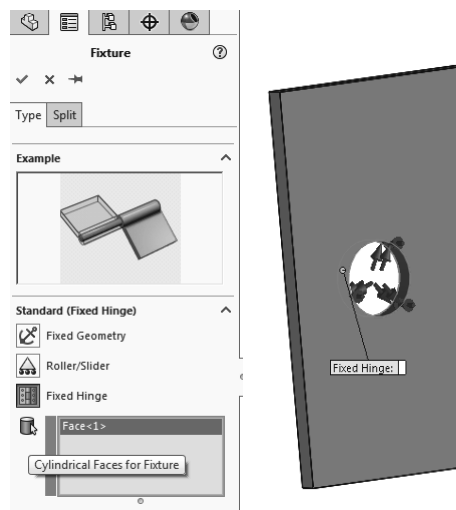 Fixture
Type Split
Example
Standard (Fixed Hinge)
Fixed Geometry
Roller/Slider
Fixed Hinge
Face<1>
Cylindrical Faces for Fixture
Fixed Hinge: